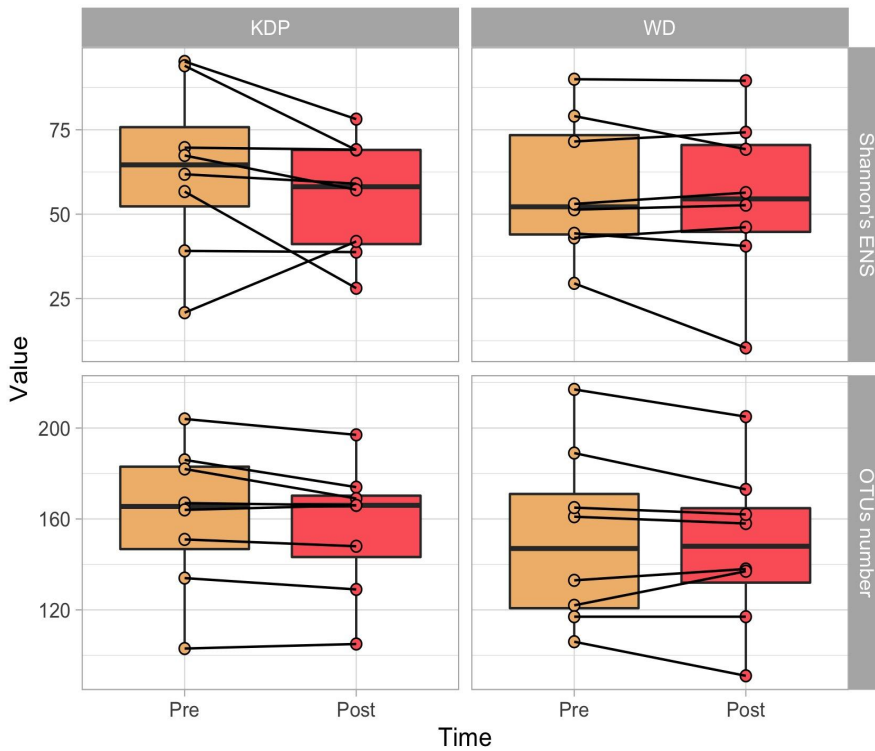 KDP
WD
Value
75
50
25
Shannon's ENS
200
160
120
OTUs number
Pre
Post
Pre
Post
Time